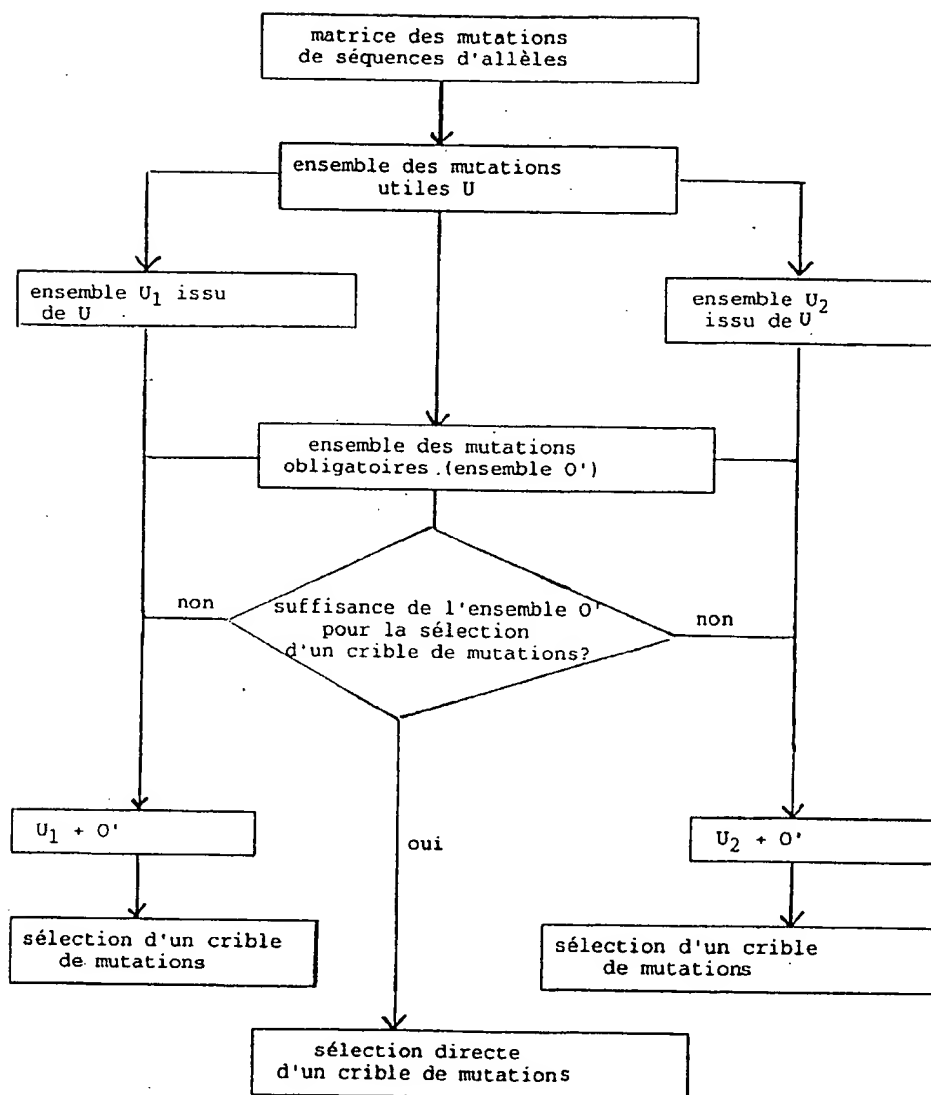 matrice des mutations
de séquences d'allèles
ensemble des mutations
utiles U
ensemble U1 issu
de U
ensemble U2
issu de U
ensemble des mutations
obligatoires.(ensemble O')
non
suffisance de l'ensemble O'
pour la sélection
d'un crible de mutations?
non
U1 + O'
oui
U2 + O'
sélection d'un crible
de mutations
sélection d'un crible
de mutations
sélection directe
d'un crible de mutations